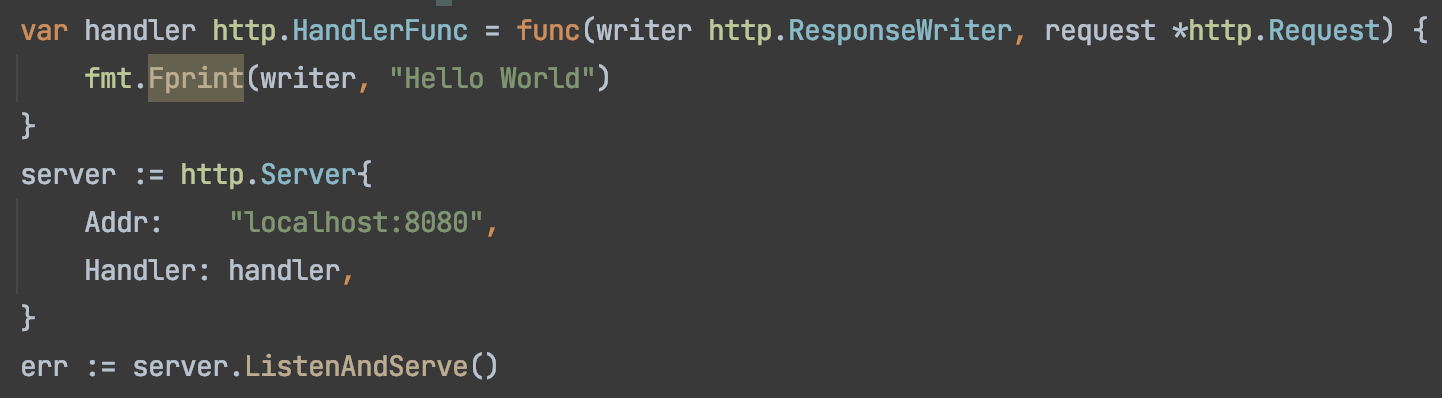 var handler http.HandlerFunc = func(writer http.ResponseWriter, request *http.Request) {
    fmt.Fprint(writer, "Hello World")
}
server := http.Server{
    Addr:    "localhost:8080",
    Handler: handler,
}
err := server.ListenAndServe()